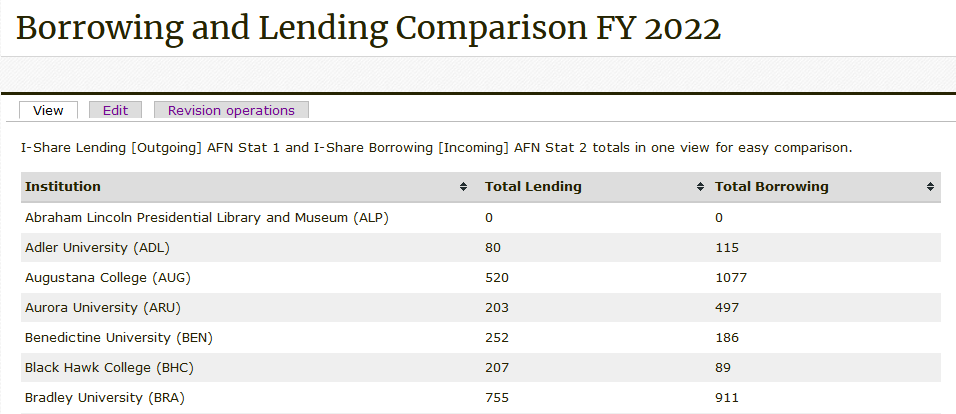 Borrowing and Lending Comparison FY 2022
View Edit Revision operations
I-Share Lending [Outgoing] AFN Stat 1 and I-Share Borrowing [Incoming] AFN Stat 2 totals in one view for easy comparison.
Institution Total Lending Total Borrowing
Abraham Lincoln Presidential Library and Museum (ALP) 0 0
Adler University (ADL) 80 115
Augustana College (AUG) 520 1077
Aurora University (ARU) 203 497
Benedictine University (BEN) 252 186
Black Hawk College (BHC) 207 89
Bradley University (BRA) 755 911